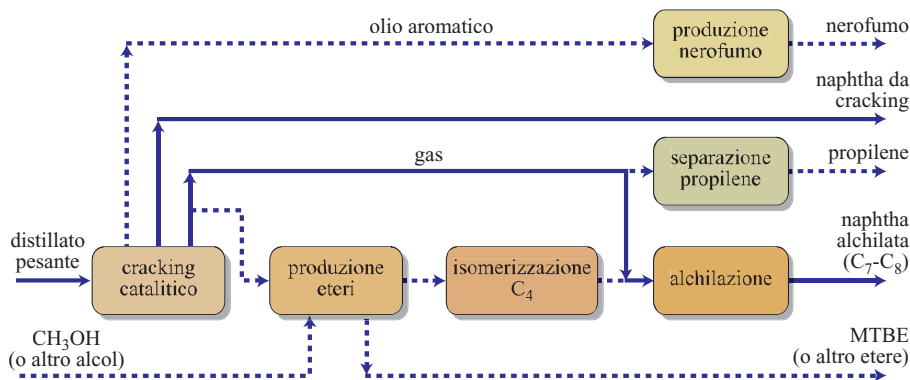 olio aromatico
produzione
nerofumo
nerofumo
naphtha da
cracking
gas
separazione
propilene
propilene
distillato
pesante
cracking
catalitico
produzione
eteri
isomerizzazione
C₄
alchilazione
naphtha
alchilata
(C₇-C₈)
CH₃OH
(o altro alcol)
MTBE
(o altro etere)